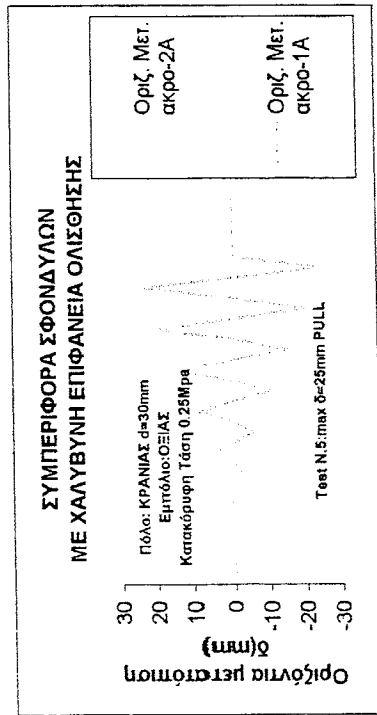 ΣΥΜΠΕΡΙΦΟΡΑ ΣΦΟΝΔΥΛΩΝ
ΜΕ ΧΑΛΥΒΥΝΗ ΕΠΙΦΑΝΕΙΑ ΟΛΙΣΘΗΣΗΣ
Πόλο: ΚΡΑΝΙΑΣ d=30mm
Εμπόλιο:ΟΞΙΑΣ
Κατακόρυφη Τάση 0.25Mpa
Οριζόντια μετατόπιση
δ(mm)
30
20
10
0
-10
-20
-30
Test N.5:max δ=25mm PULL
Οριζ. Μετ.
ακρο-2Α
Οριζ. Μετ.
ακρο-1Α